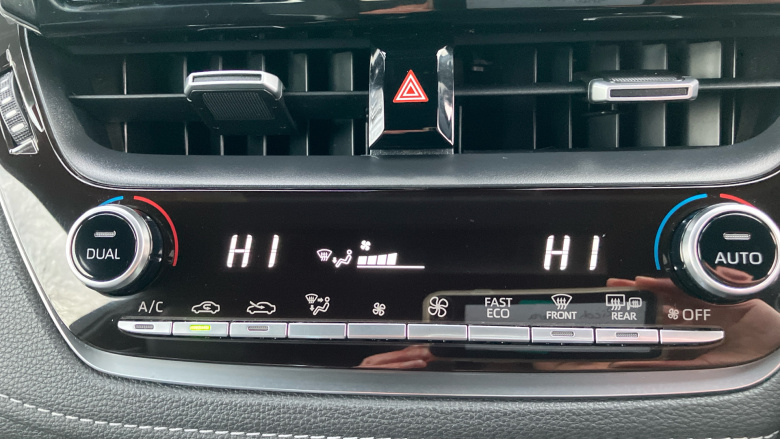 DUAL
HI
HI
AUTO
A/C
FAST
ECO
FRONT
REAR
OFF